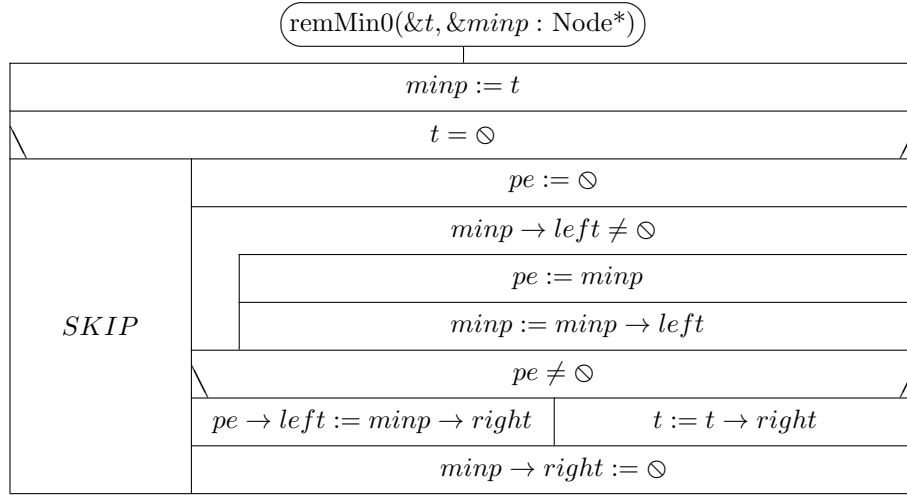 remMin0(&t, &minp : Node*)
minp := t
t = ⦸
pe := ⦸
minp → left ≠ ⦸
pe := minp
SKIP
minp := minp → left
pe ≠ ⦸
pe → left := minp → right
t := t → right
minp → right := ⦸